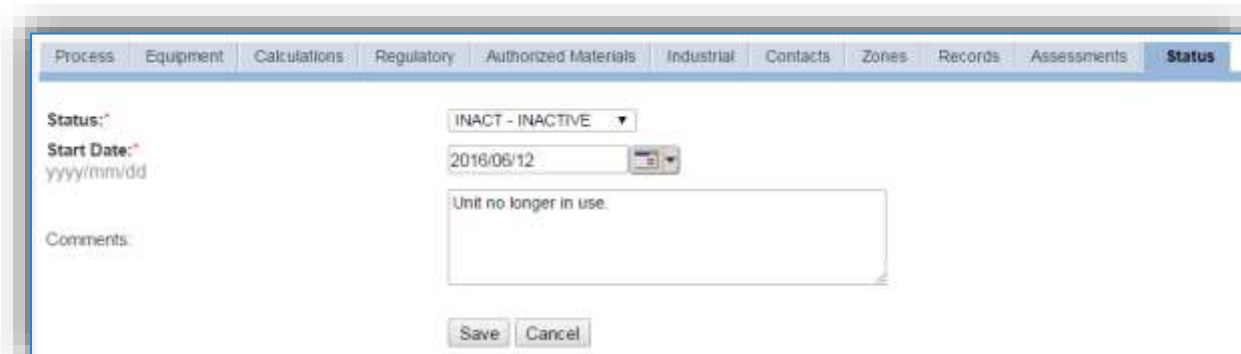 Process Equipment Calculations Regulatory Authorized Materials Industrial Contacts Zones Records Assessments Status
Status:* INACT - INACTIVE
Start Date:* 2016/06/12
yyyy/mm/dd
Unit no longer in use.
Comments:
Save Cancel